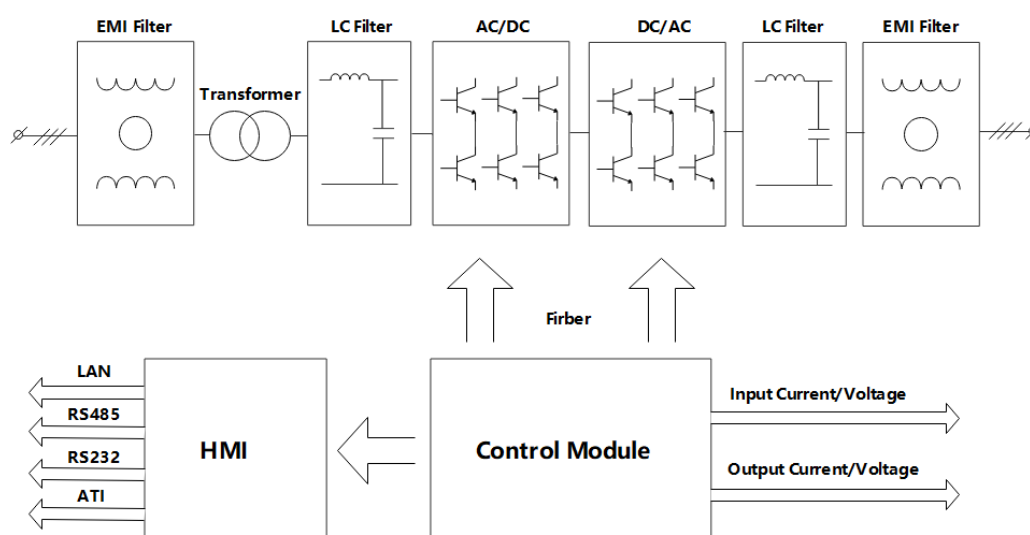 EMI Filter
LC Filter
AC/DC
DC/AC
LC Filter
EMI Filter
Transformer
Firber
LAN
RS485
RS232
ATI
HMI
Control Module
Input Current/Voltage
Output Current/Voltage